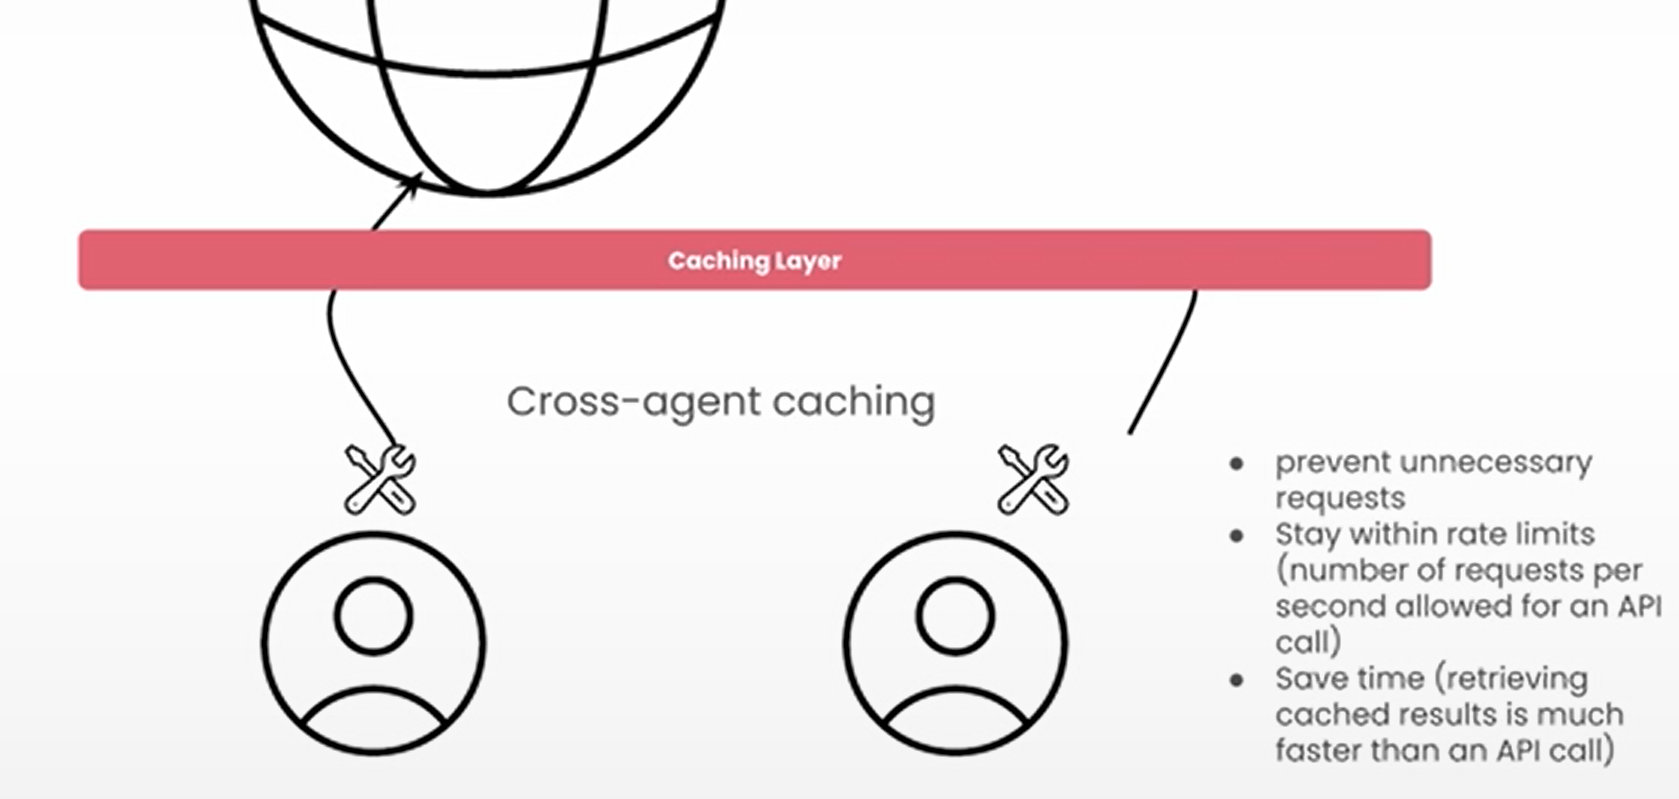 Caching Layer
Cross-agent caching
● prevent unnecessary
requests
● Stay within rate limits
(number of requests per
second allowed for an API
call)
● Save time (retrieving
cached results is much
faster than an API call)